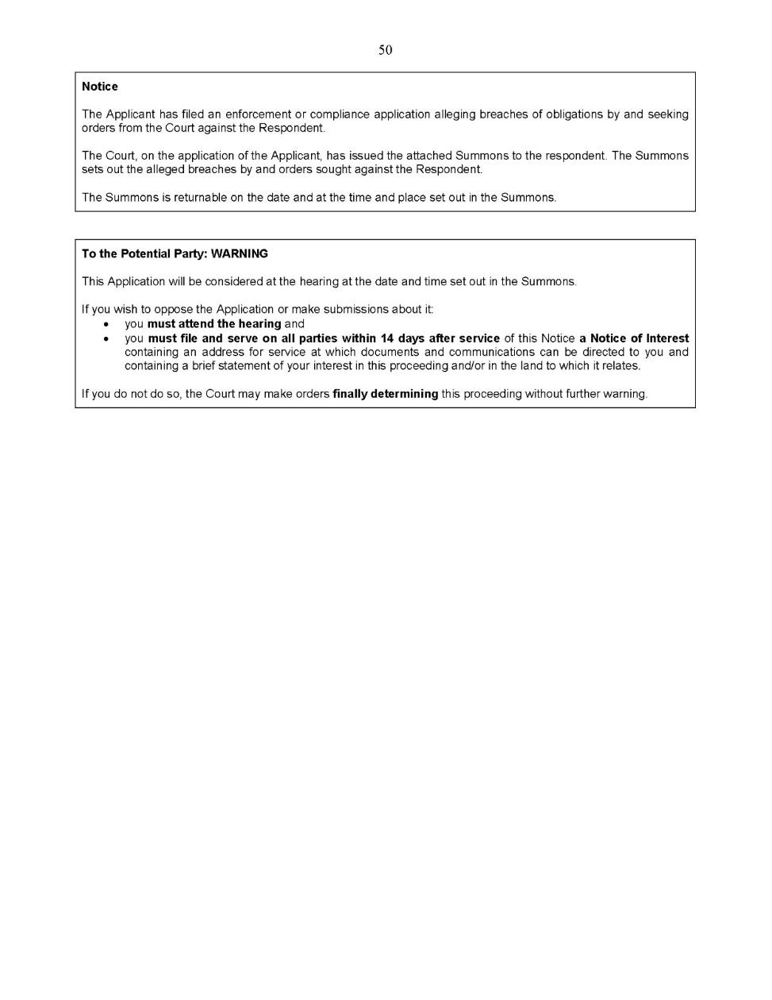 50
Notice
The Applicant has filed an enforcement or compliance application alleging breaches of obligations by and seeking
orders from the Court against the Respondent.
The Court, on the application of the Applicant, has issued the attached Summons to the respondent. The Summons
sets out the alleged breaches by and orders sought against the Respondent.
The Summons is returnable on the date and at the time and place set out in the Summons.
To the Potential Party: WARNING
This Application will be considered at the hearing at the date and time set out in the Summons.
If you wish to oppose the Application or make submissions about it:
• you must attend the hearing and
• you must file and serve on all parties within 14 days after service of this Notice a Notice of Interest
containing an address for service at which documents and communications can be directed to you and
containing a brief statement of your interest in this proceeding and/or in the land to which it relates.
If you do not do so, the Court may make orders finally determining this proceeding without further warning.